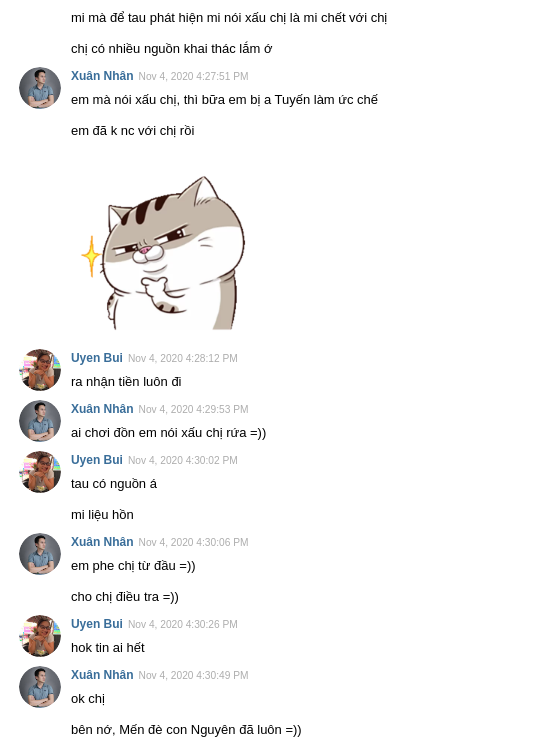 mi mà để tau phát hiện mi nói xấu chị là mi chết với chị
chị có nhiều nguồn khai thác lắm ớ
Xuân Nhân Nov 4, 2020 4:27:51 PM
em mà nói xấu chị, thì bữa em bị a Tuyến làm ức chế
em đã k nc với chị rồi
Uyen Bui Nov 4, 2020 4:28:12 PM
ra nhận tiền luôn đi
Xuân Nhân Nov 4, 2020 4:29:53 PM
ai chơi đồn em nói xấu chị rứa =))
Uyen Bui Nov 4, 2020 4:30:02 PM
tau có nguồn á
mi liệu hồn
Xuân Nhân Nov 4, 2020 4:30:06 PM
em phe chị từ đầu =))
cho chị điều tra =))
Uyen Bui Nov 4, 2020 4:30:26 PM
hok tin ai hết
Xuân Nhân Nov 4, 2020 4:30:49 PM
ok chị
bên nớ, Mến đè con Nguyên đã luôn =))